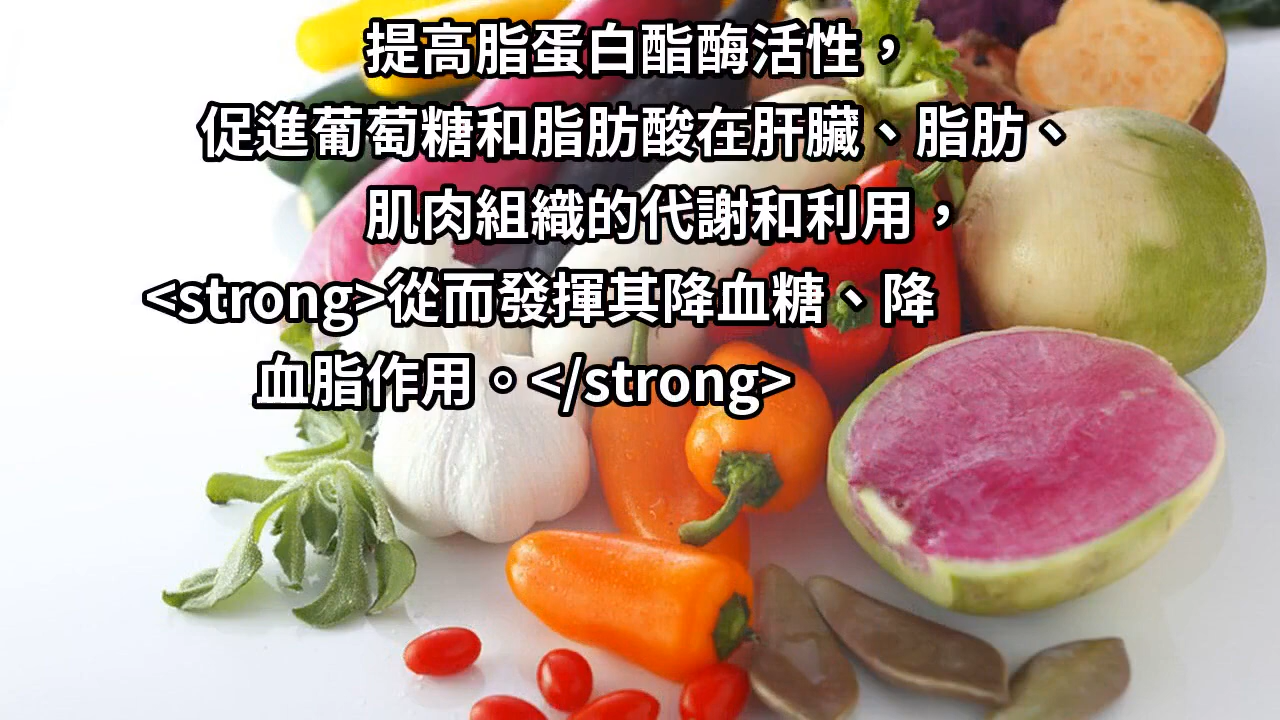 提高脂蛋白酯酶活性，
促進葡萄糖和脂肪酸在肝臟、脂肪、
肌肉組織的代謝和利用，
<strong>從而發揮其降血糖、降
血脂作用。</strong>